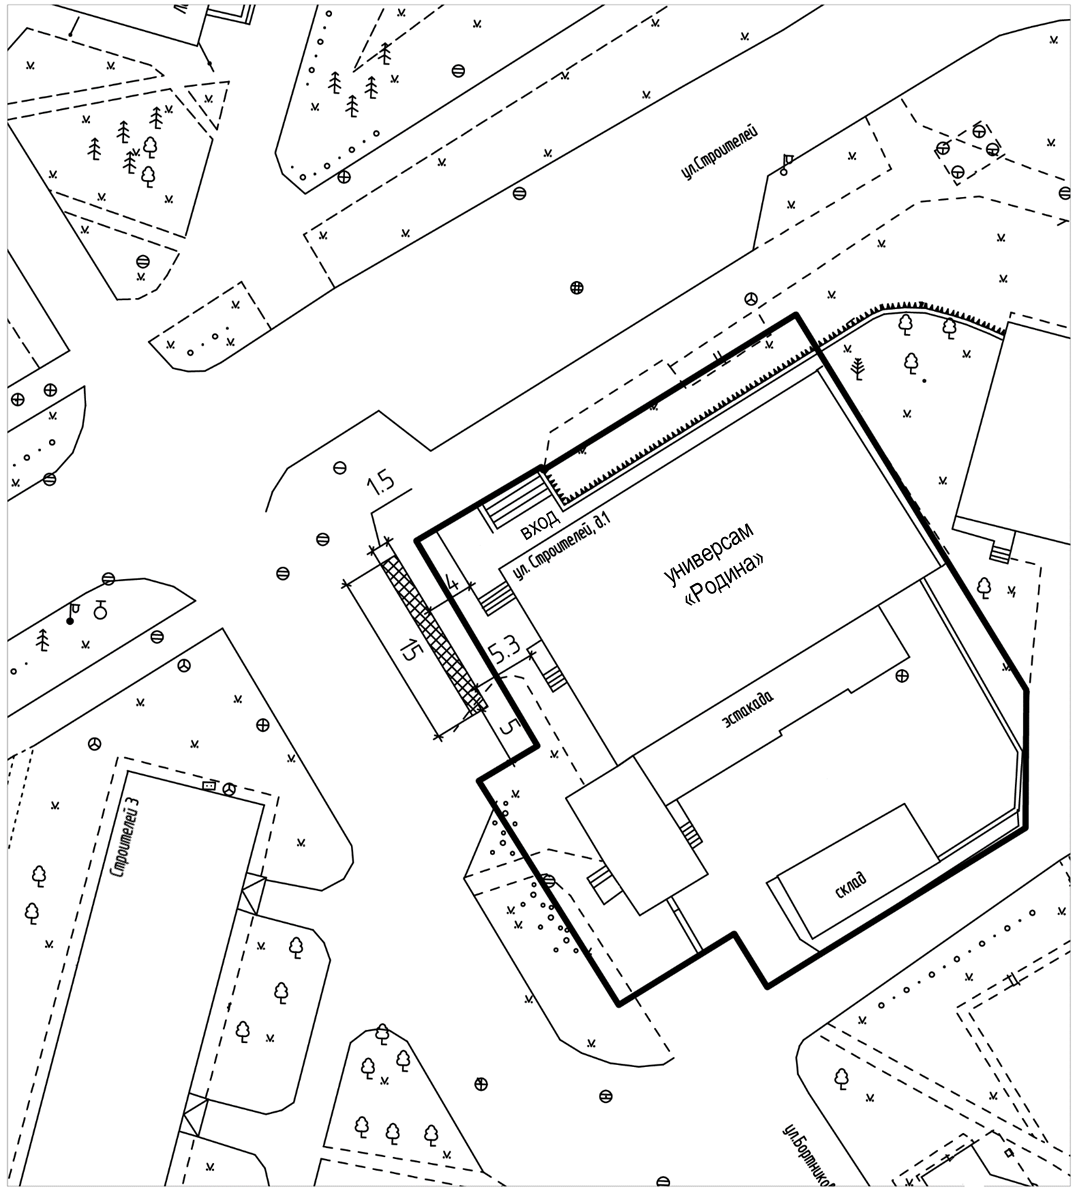 ул.Строителей
1.5
вход
ул. Строителей, д.1
универсам
«Родина»
4
15
5.3
5
эстакада
Строителей 3
склад